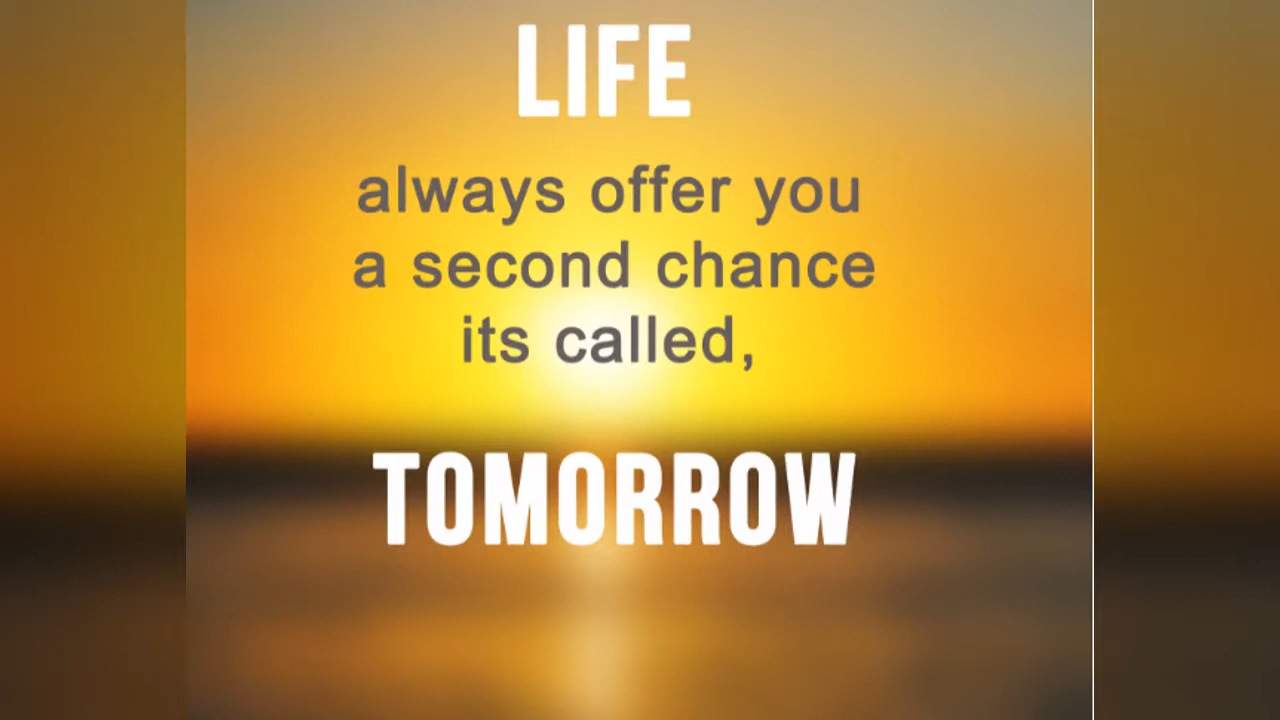 LIFE
always offer you
a second chance
its called,
TOMORROW